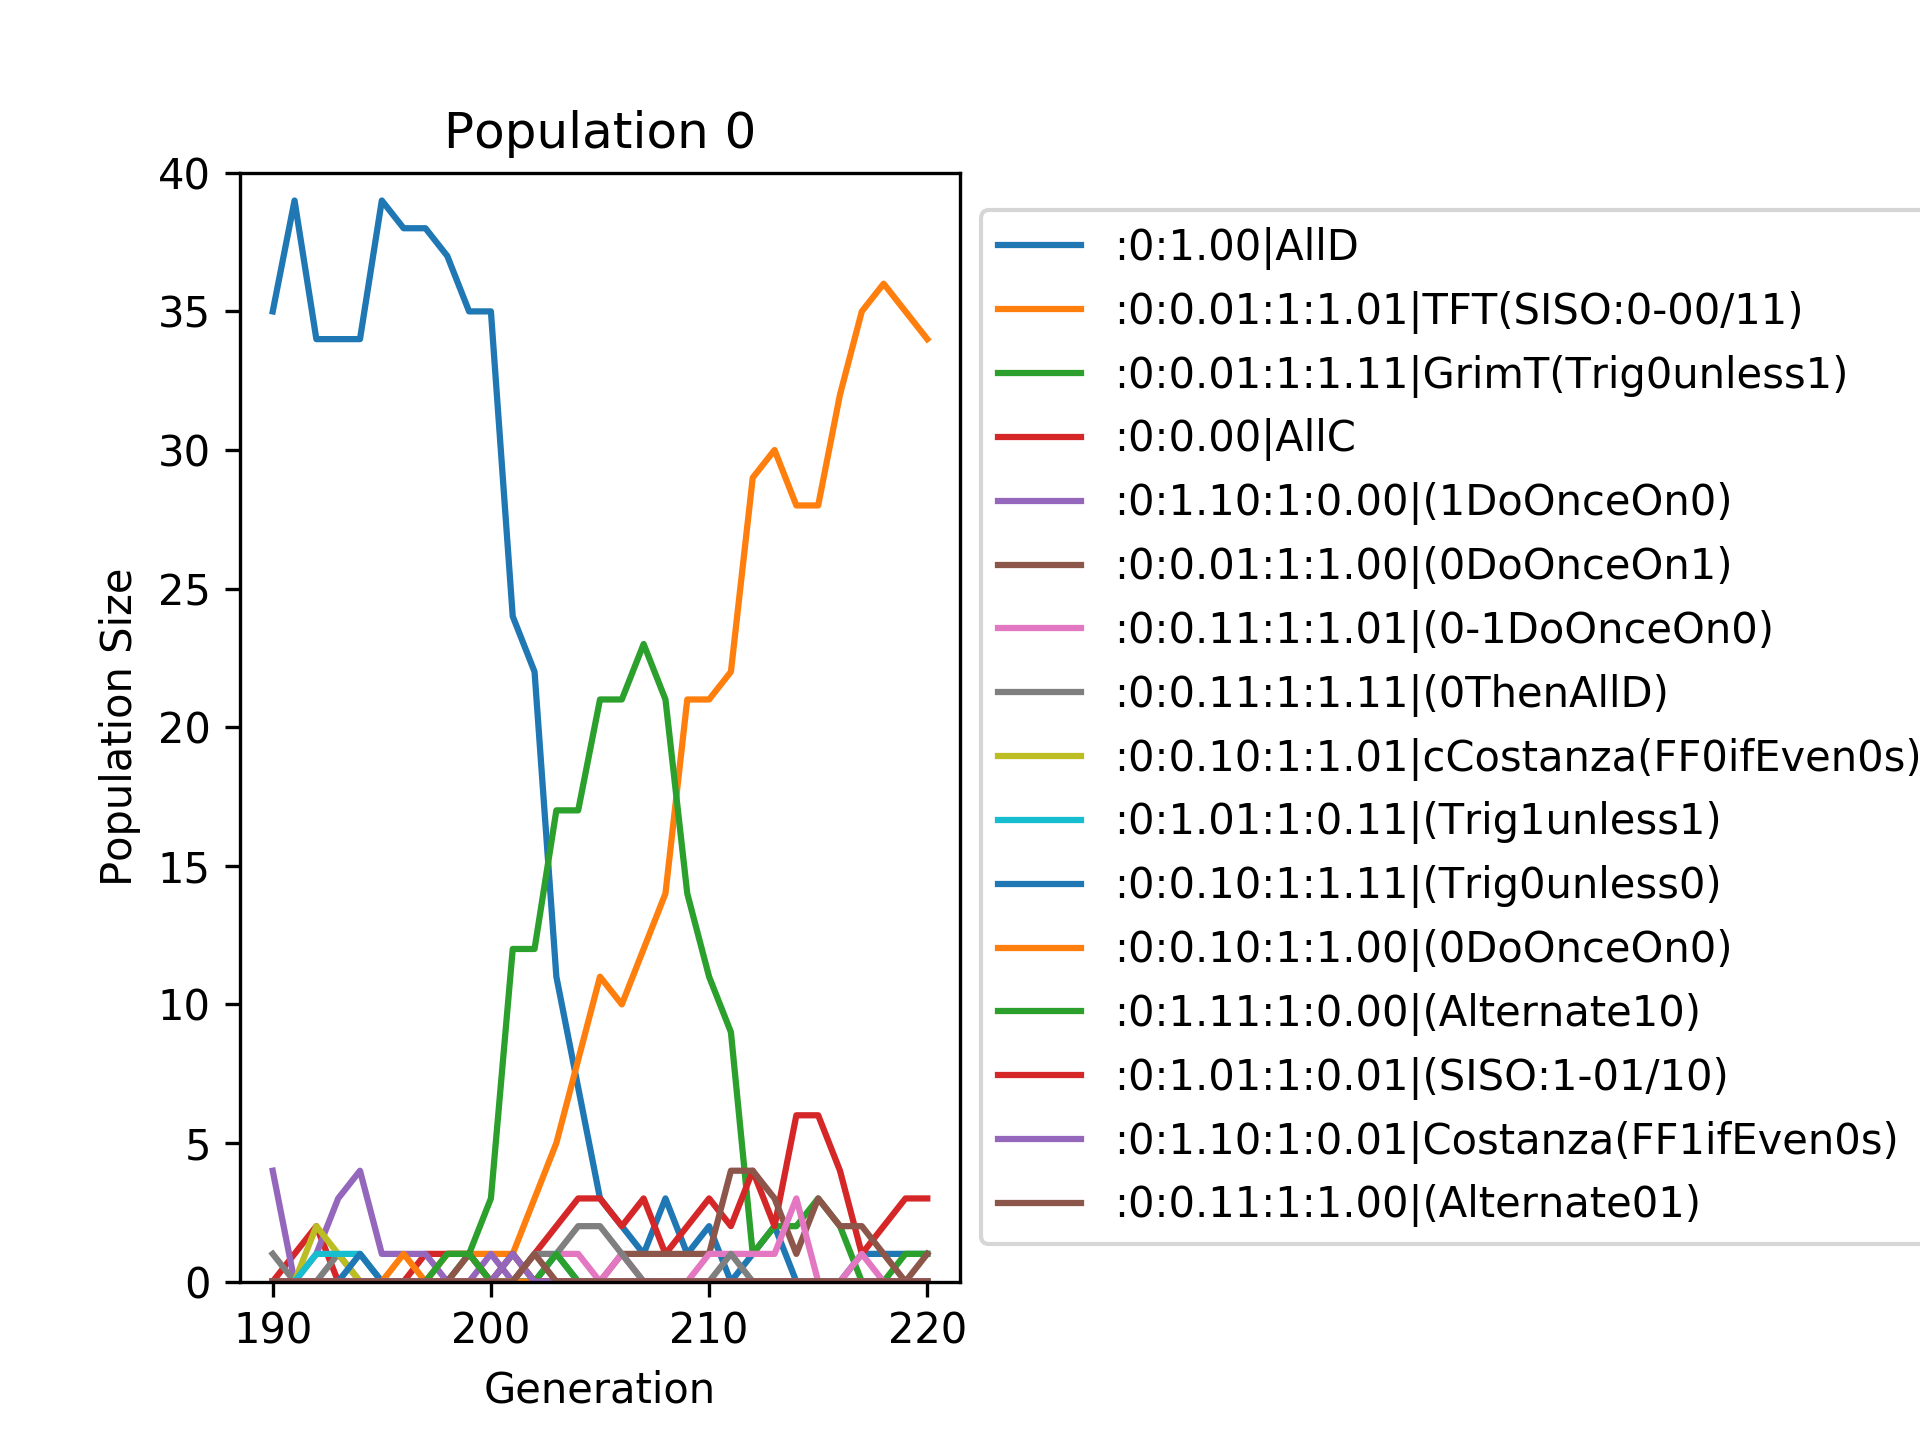 Population 0
40
35
30
25
20
15
10
5
0
Population Size
190 200 210 220
Generation
:0:1.00|AllD
:0:0.01:1:1.01|TFT(SISO:0-00/11)
:0:0.01:1:1.11|GrimT(Trig0unless1)
:0:0.00|AllC
:0:1.10:1:0.00|(1DoOnceOn0)
:0:0.01:1:1.00|(0DoOnceOn1)
:0:0.11:1:1.01|(0-1DoOnceOn0)
:0:0.11:1:1.11|(0ThenAllD)
:0:0.10:1:1.01|cCostanza(FF0ifEven0s)
:0:1.01:1:0.11|(Trig1unless1)
:0:0.10:1:1.11|(Trig0unless0)
:0:0.10:1:1.00|(0DoOnceOn0)
:0:1.11:1:0.00|(Alternate10)
:0:1.01:1:0.01|(SISO:1-01/10)
:0:1.10:1:0.01|Costanza(FF1ifEven0s)
:0:0.11:1:1.00|(Alternate01)